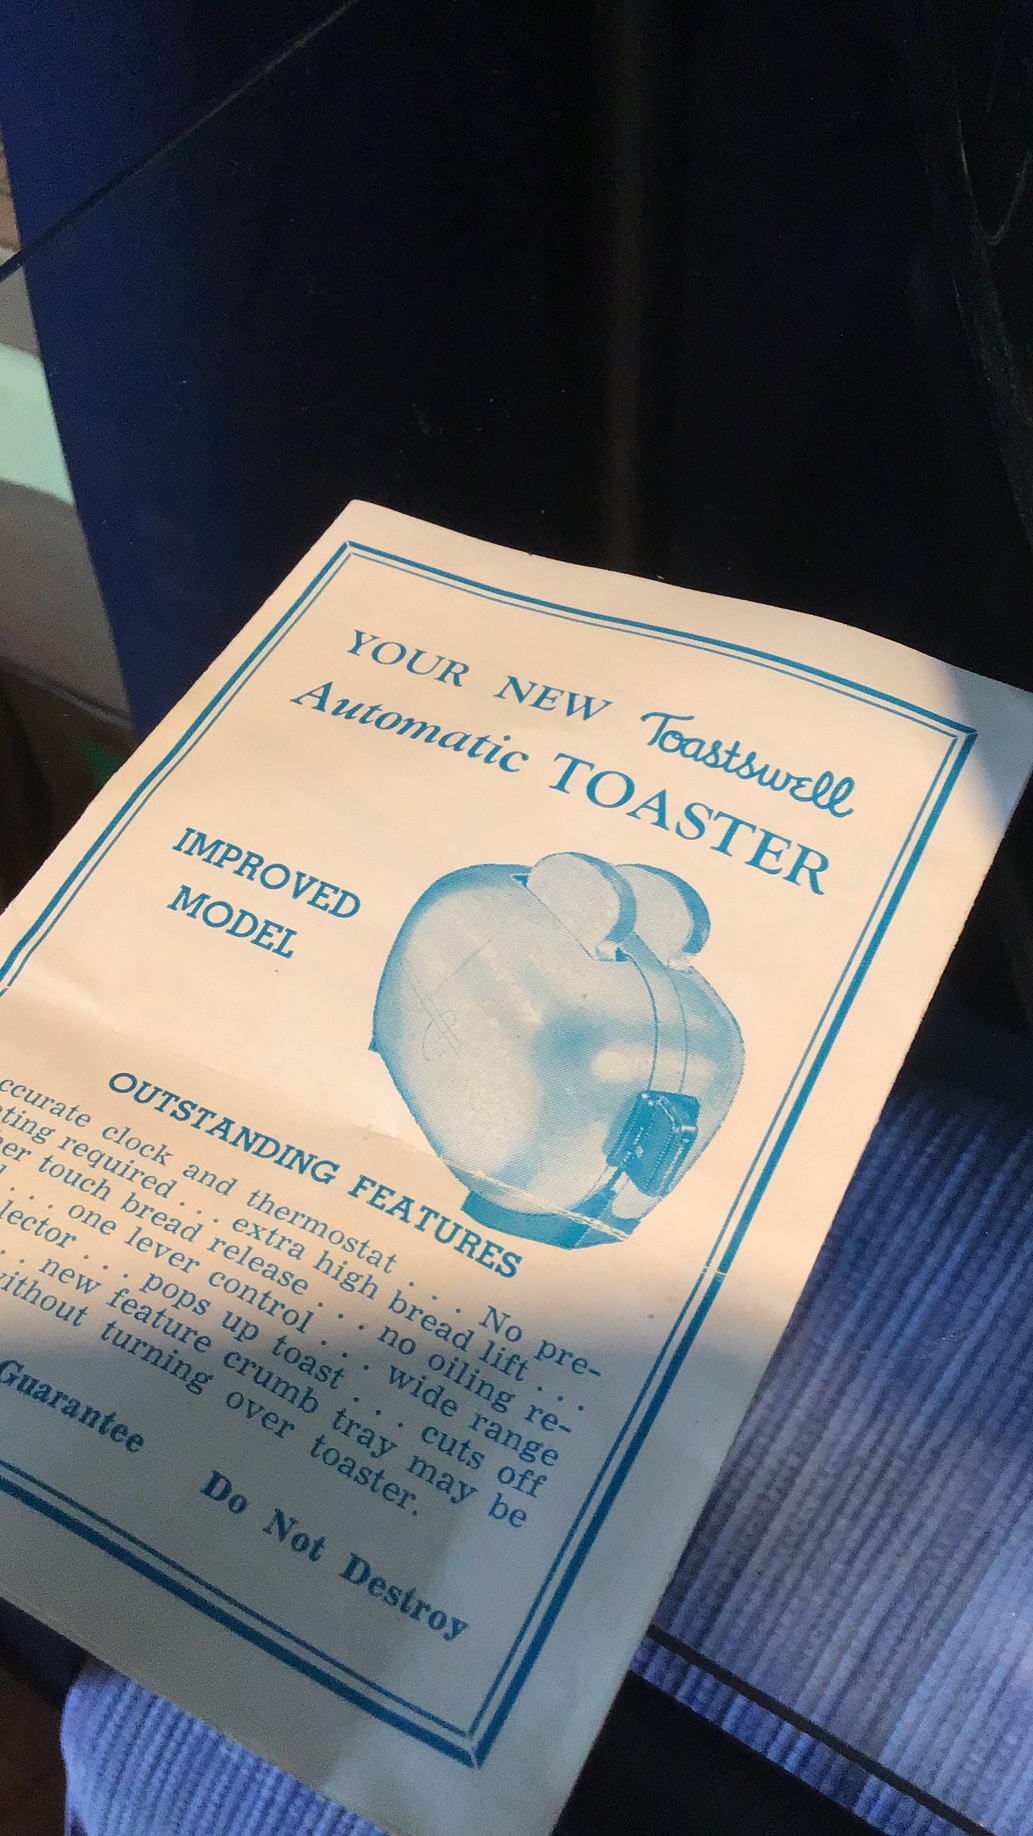 YOUR NEW Toastswell
Automatic TOASTER
IMPROVED
MODEL
OUTSTANDING FEATURES
ccurate clock and thermostat . . . No pre-
ating required . . . extra high bread lift . . .
her touch bread release . . . no oiling re-
. . . one lever control . . . wide range
lector . . . pops up toast . . . cuts off
. . . new feature crumb tray may be
without turning over toaster.
Guarantee Do Not Destroy